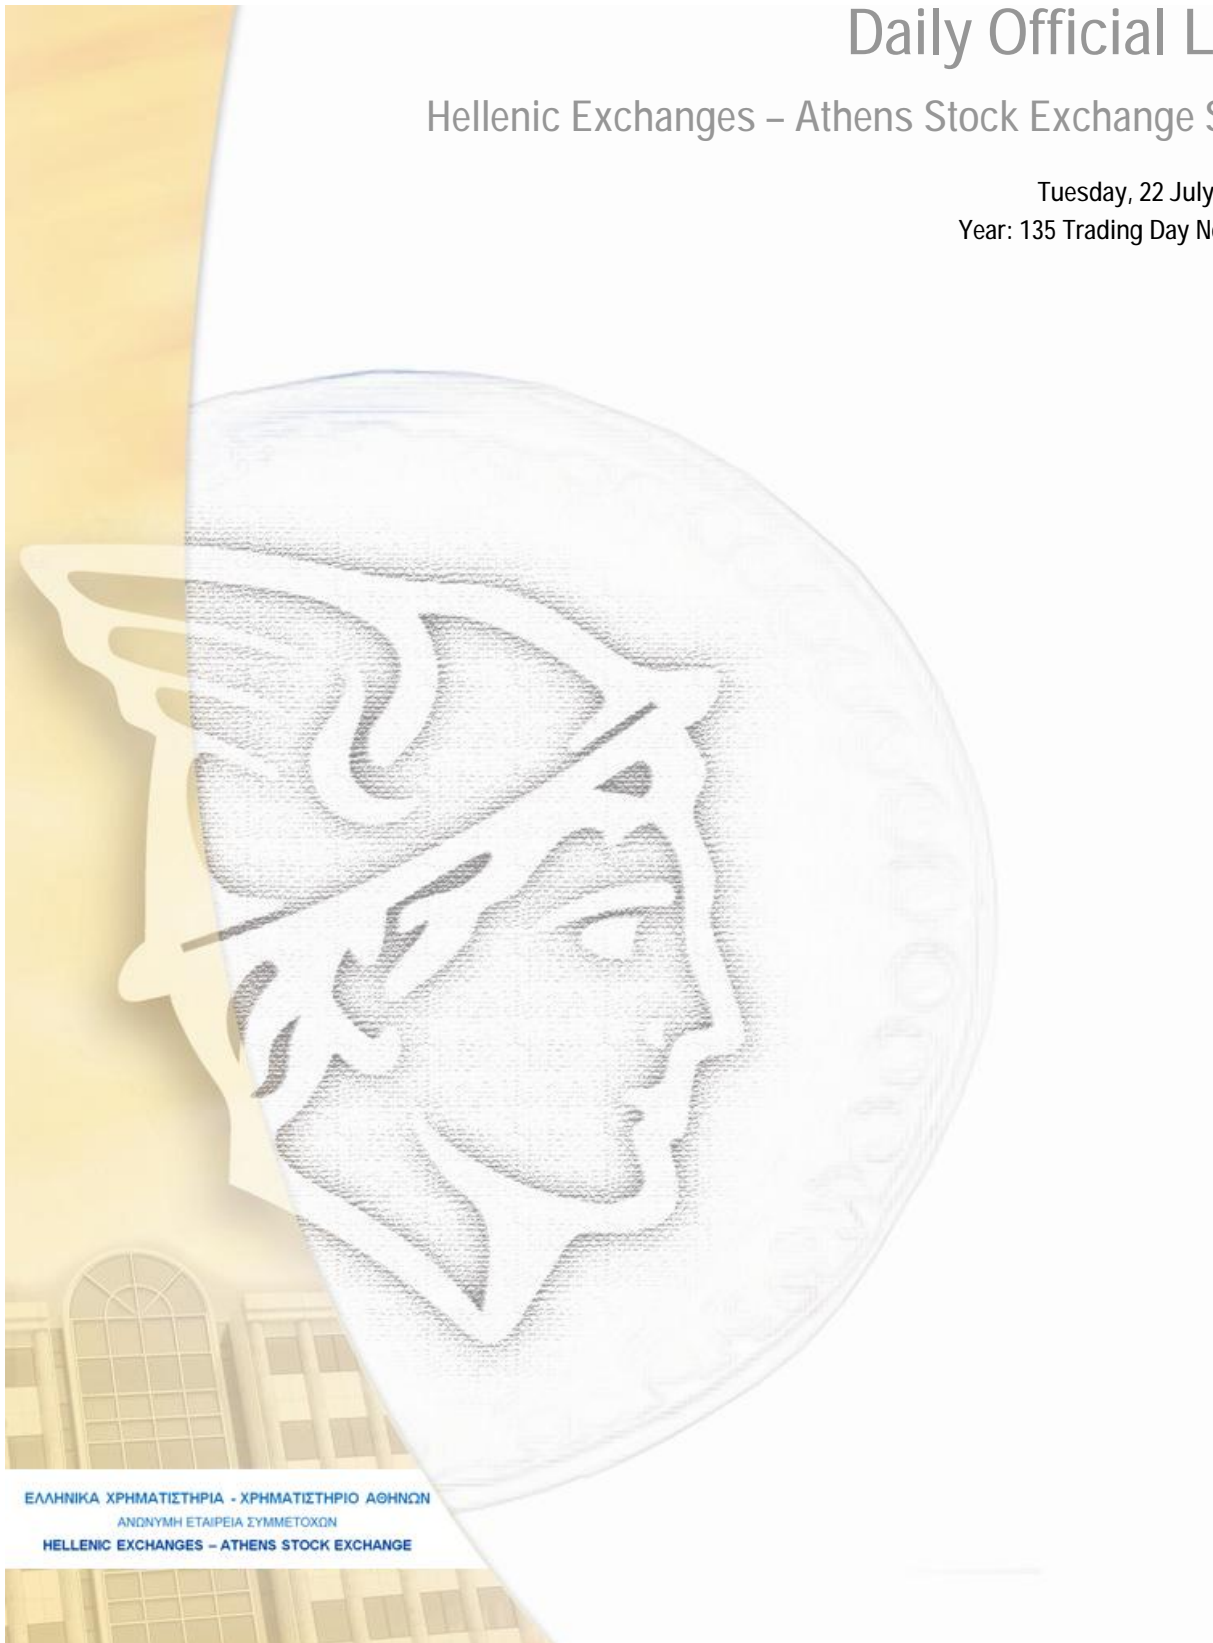 Daily Official L
Hellenic Exchanges – Athens Stock Exchange S
Tuesday, 22 July
Year: 135 Trading Day N
ΕΛΛΗΝΙΚΑ ΧΡΗΜΑΤΙΣΤΗΡΙΑ - ΧΡΗΜΑΤΙΣΤΗΡΙΟ ΑΘΗΝΩΝ
ΑΝΩΝΥΜΗ ΕΤΑΙΡΕΙΑ ΣΥΜΜΕΤΟΧΩΝ
HELLENIC EXCHANGES – ATHENS STOCK EXCHANGE